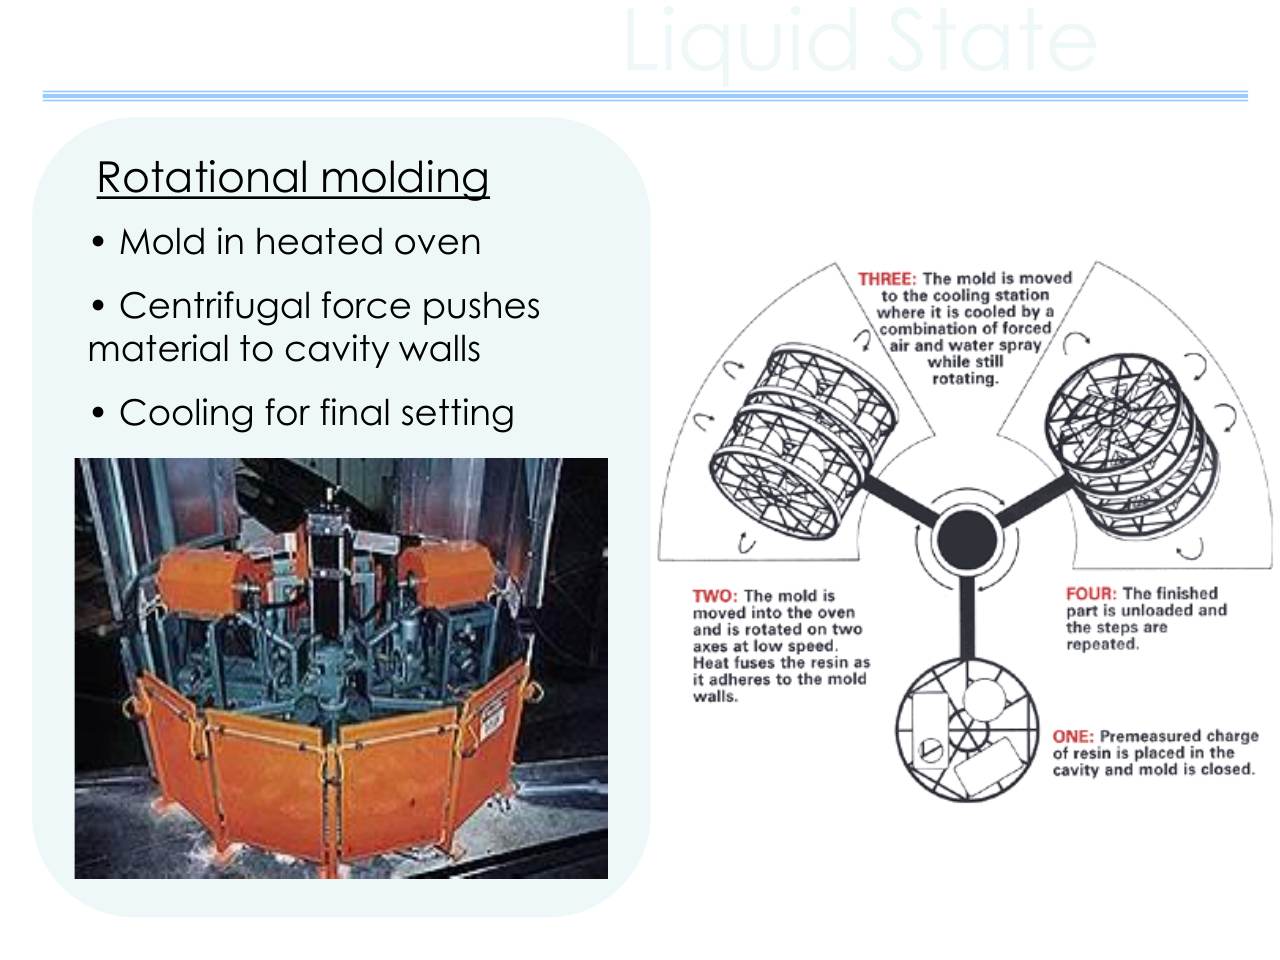 Liquid State
Rotational molding
• Mold in heated oven
• Centrifugal force pushes
material to cavity walls
• Cooling for final setting
THREE: The mold is moved
to the cooling station
where it is cooled by a
combination of forced
air and water spray
while still
rotating.
TWO: The mold is
moved into the oven
and is rotated on two
axes at low speed.
Heat fuses the resin as
it adheres to the mold
walls.
FOUR: The finished
part is unloaded and
the steps are
repeated.
ONE: Premeasured charge
of resin is placed in the
cavity and mold is closed.